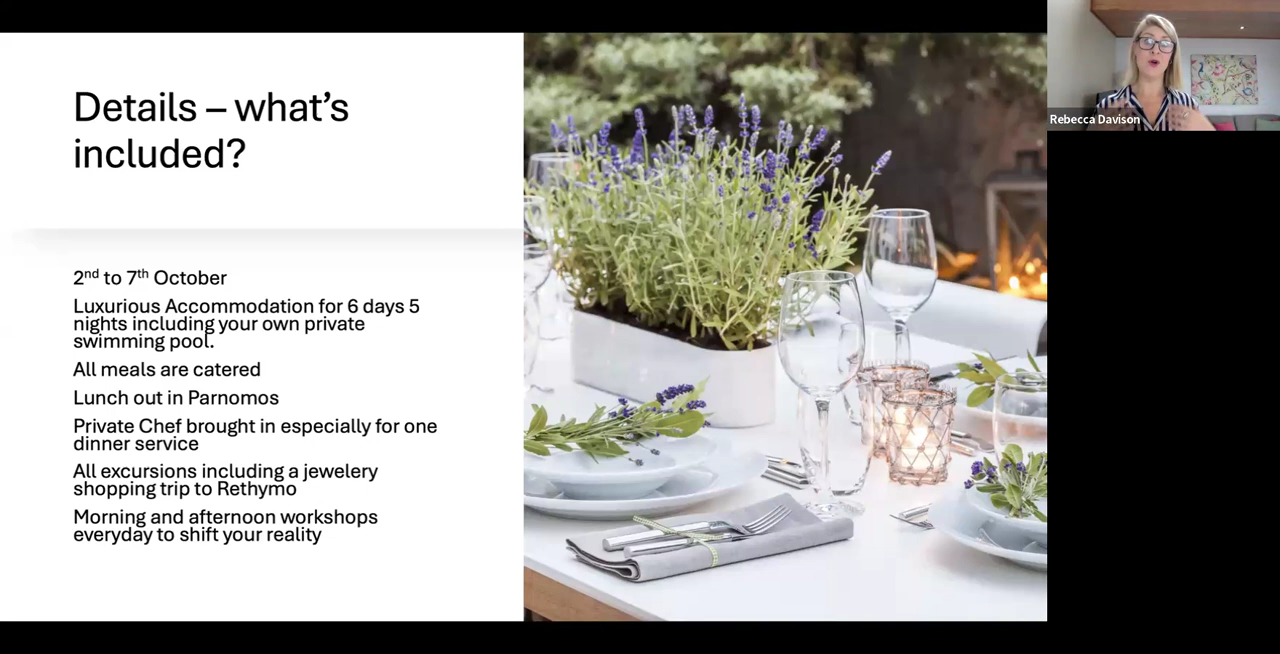 Details – what's
included?
2nd to 7th October
Luxurious Accommodation for 6 days 5
nights including your own private
swimming pool.
All meals are catered
Lunch out in Parnomos
Private Chef brought in especially for one
dinner service
All excursions including a jewelery
shopping trip to Rethymo
Morning and afternoon workshops
everyday to shift your reality
Rebecca Davison